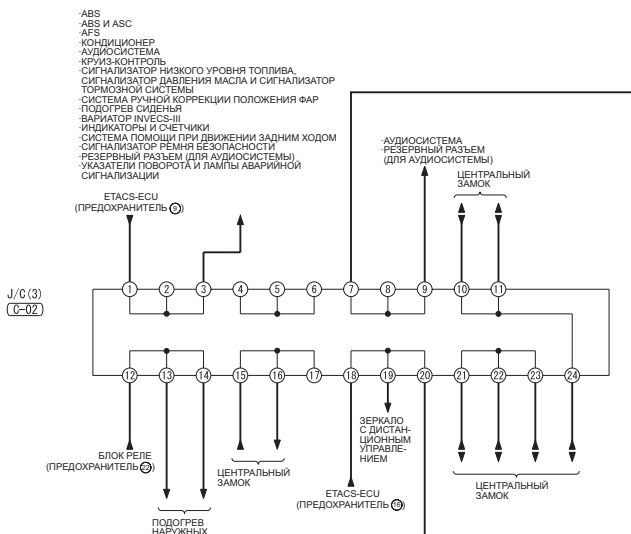 ·ABS
·ABS И ASC
·AFS
·КОНДИЦИОНЕР
·АУДИОСИСТЕМА
·КРУИЗ-КОНТРОЛЬ
·СИГНАЛИЗАТОР НИЗКОГО УРОВНЯ ТОПЛИВА,
СИГНАЛИЗАТОР ДАВЛЕНИЯ МАСЛА И СИГНАЛИЗАТОР
ТОРМОЗНОЙ СИСТЕМЫ
·СИСТЕМА РУЧНОЙ КОРРЕКЦИИ ПОЛОЖЕНИЯ ФАР
·ПОДОГРЕВ СИДЕНЬЯ
·ВАРИАТОР INVECS-III
·ИНДИКАТОРЫ И СЧЕТЧИКИ
·СИСТЕМА ПОМОЩИ ПРИ ДВИЖЕНИИ ЗАДНИМ ХОДОМ
·СИГНАЛИЗАТОР РЕМНЯ БЕЗОПАСНОСТИ
·РЕЗЕРВНЫЙ РАЗЪЕМ (ДЛЯ АУДИОСИСТЕМЫ)
·УКАЗАТЕЛИ ПОВОРОТА И ЛАМПЫ АВАРИЙНОЙ
СИГНАЛИЗАЦИИ
·АУДИОСИСТЕМА
·РЕЗЕРВНЫЙ РАЗЪЕМ
(ДЛЯ АУДИОСИСТЕМЫ)
ЦЕНТРАЛЬНЫЙ
ЗАМОК
ETACS-ECU
(ПРЕДОХРАНИТЕЛЬ 9)
J/C(3)
C-02
1 2 3 4 5 6 7 8 9 10 11
12 13 14 15 16 17 18 19 20 21 22 23 24
БЛОК РЕЛЕ
(ПРЕДОХРАНИТЕЛЬ 22)
ПОДОГРЕВ
НАРУЖНЫХ
ЦЕНТРАЛЬНЫЙ
ЗАМОК
ЗЕРКАЛО
С ДИСТАН-
ЦИОННЫМ
УПРАВЛЕ-
НИЕМ
ETACS-ECU
(ПРЕДОХРАНИТЕЛЬ 16)
ЦЕНТРАЛЬНЫЙ
ЗАМОК